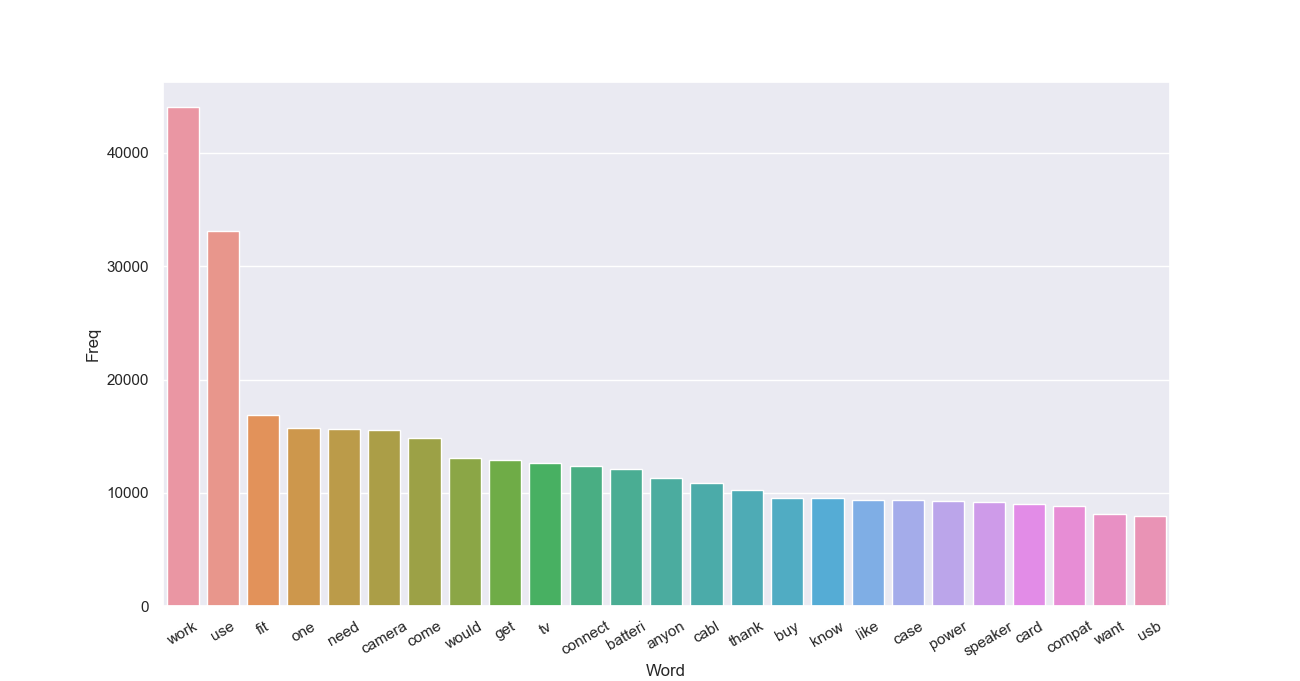 40000
30000
20000
10000
0
Freq
work use fit one need camera come would get tv connect batteri anyon cabl thank buy know like case power speaker card compat want usb
Word